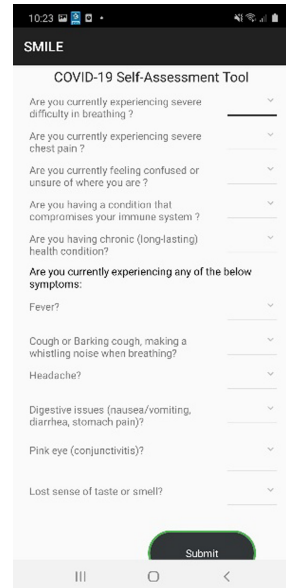 10:23
SMILE
COVID-19 Self-Assessment Tool
Are you currently experiencing severe
difficulty in breathing ?
Are you currently experiencing severe
chest pain ?
Are you currently feeling confused or
unsure of where you are ?
Are you having a condition that
compromises your immune system ?
Are you having chronic (long-lasting)
health condition?
Are you currently experiencing any of the below
symptoms:
Fever?
Cough or Barking cough, making a
whistling noise when breathing?
Headache?
Digestive issues (nausea/vomiting,
diarrhea, stomach pain)?
Pink eye (conjunctivitis)?
Lost sense of taste or smell?
Submit